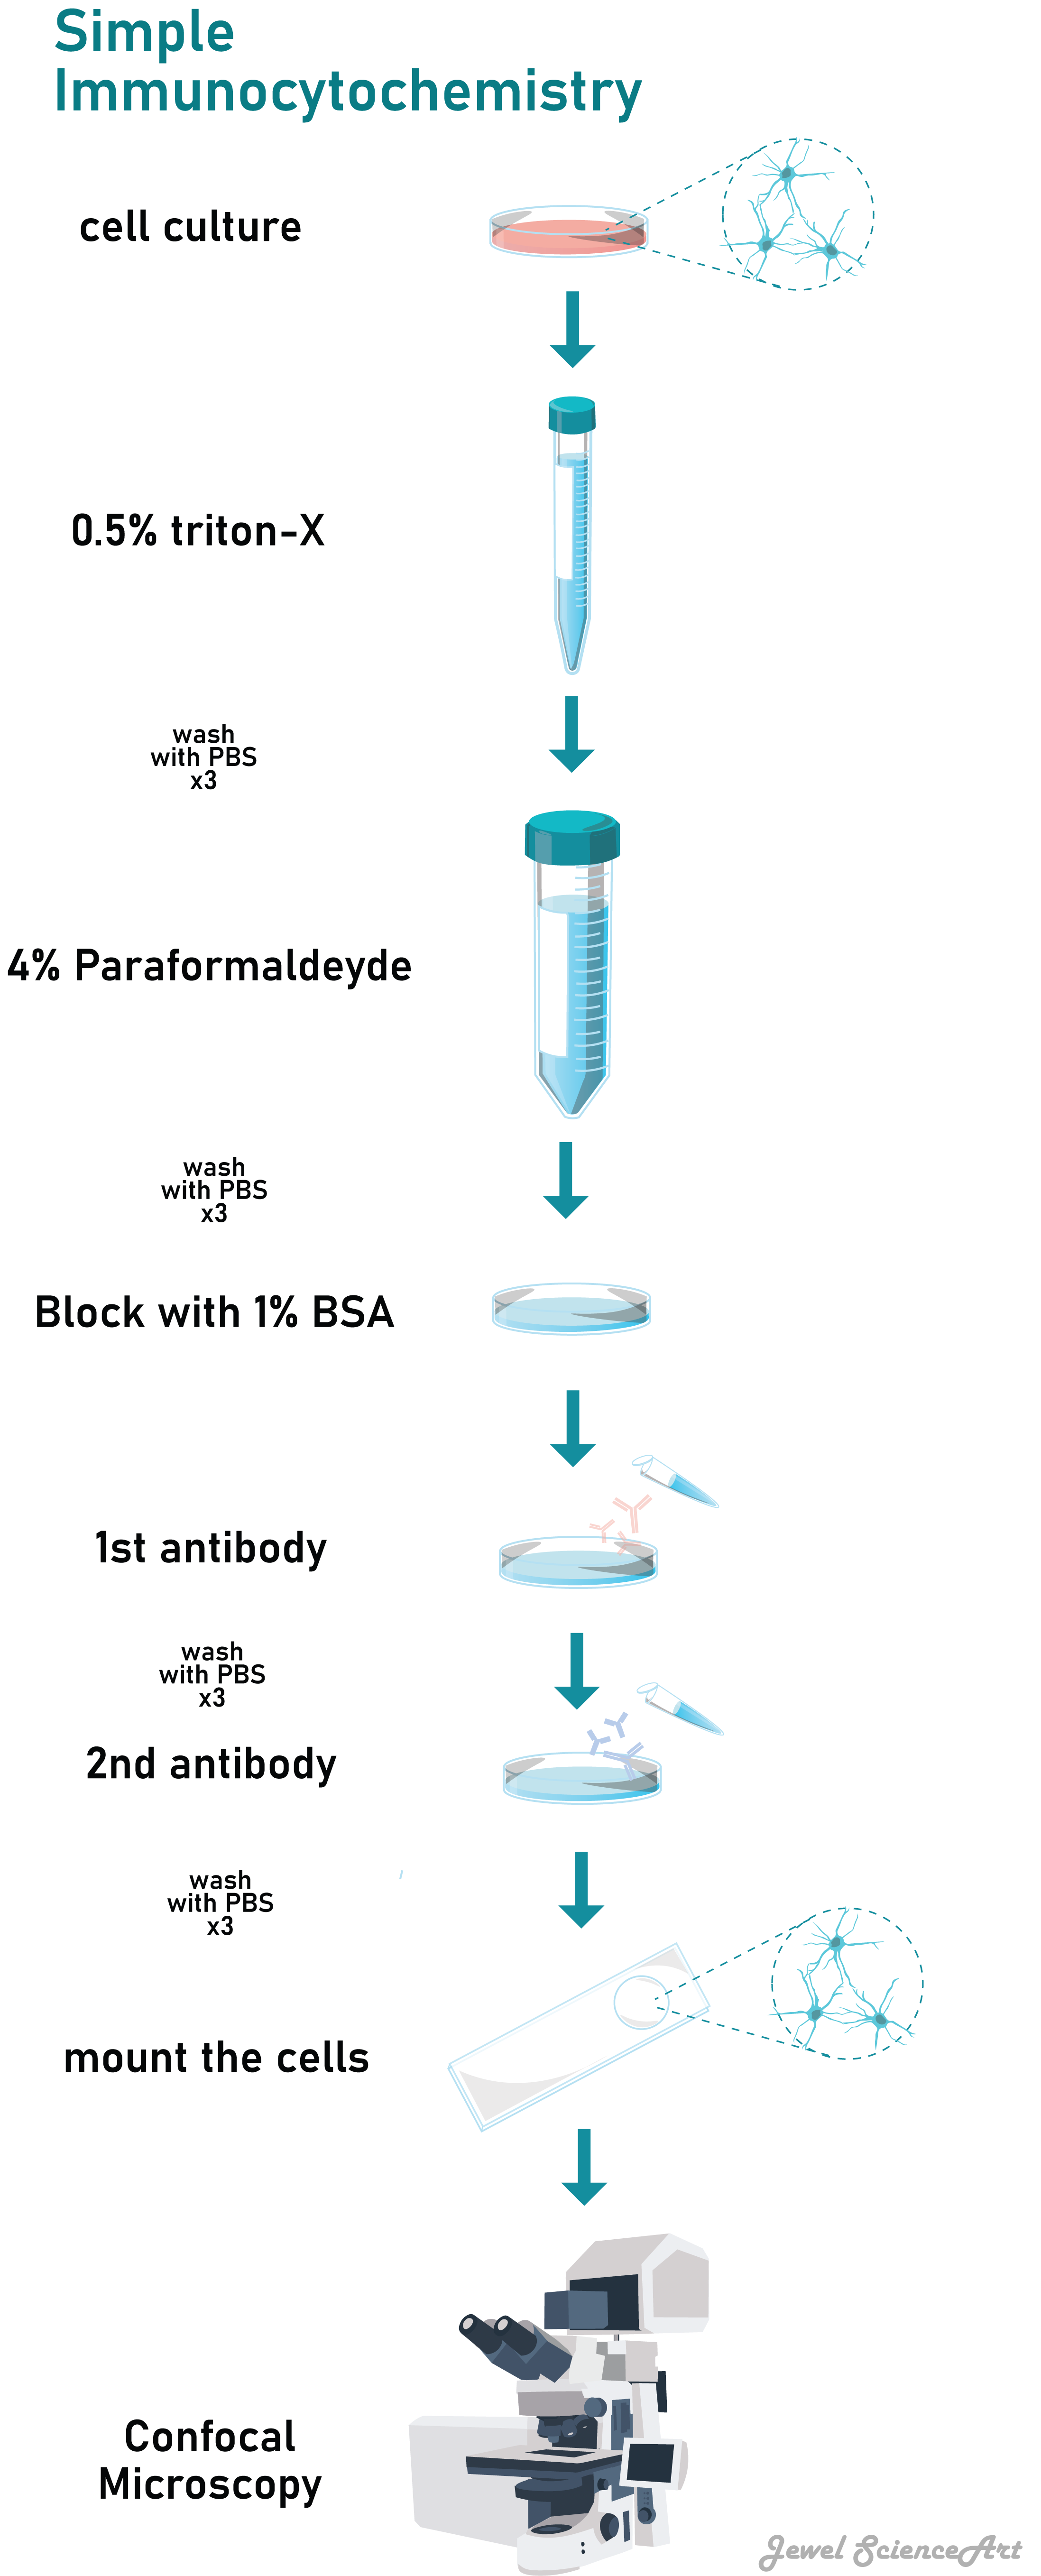 Simple
Immunocytochemistry
cell culture
0.5% triton-X
wash
with PBS
x3
4% Paraformaldeyde
wash
with PBS
x3
Block with 1% BSA
1st antibody
wash
with PBS
x3
2nd antibody
wash
with PBS
x3
mount the cells
Confocal
Microscopy
Jewel ScienceArt